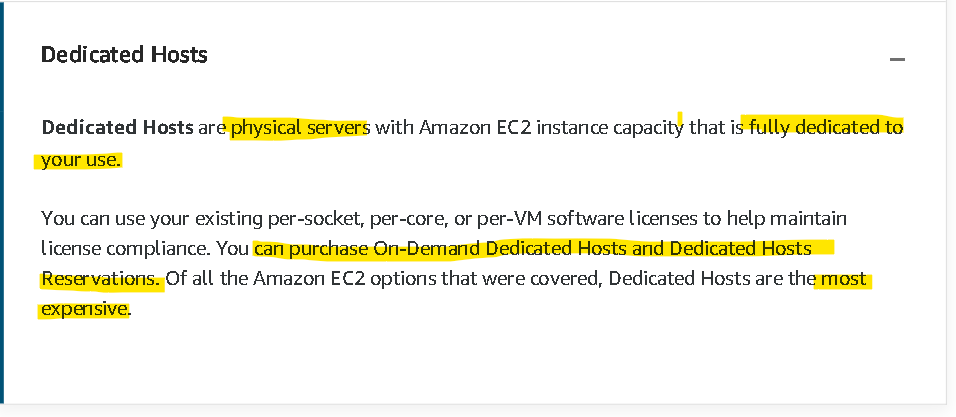 Dedicated Hosts
Dedicated Hosts are physical servers with Amazon EC2 instance capacity that is fully dedicated to
your use.
You can use your existing per-socket, per-core, or per-VM software licenses to help maintain
license compliance. You can purchase On-Demand Dedicated Hosts and Dedicated Hosts
Reservations. Of all the Amazon EC2 options that were covered, Dedicated Hosts are the most
expensive.